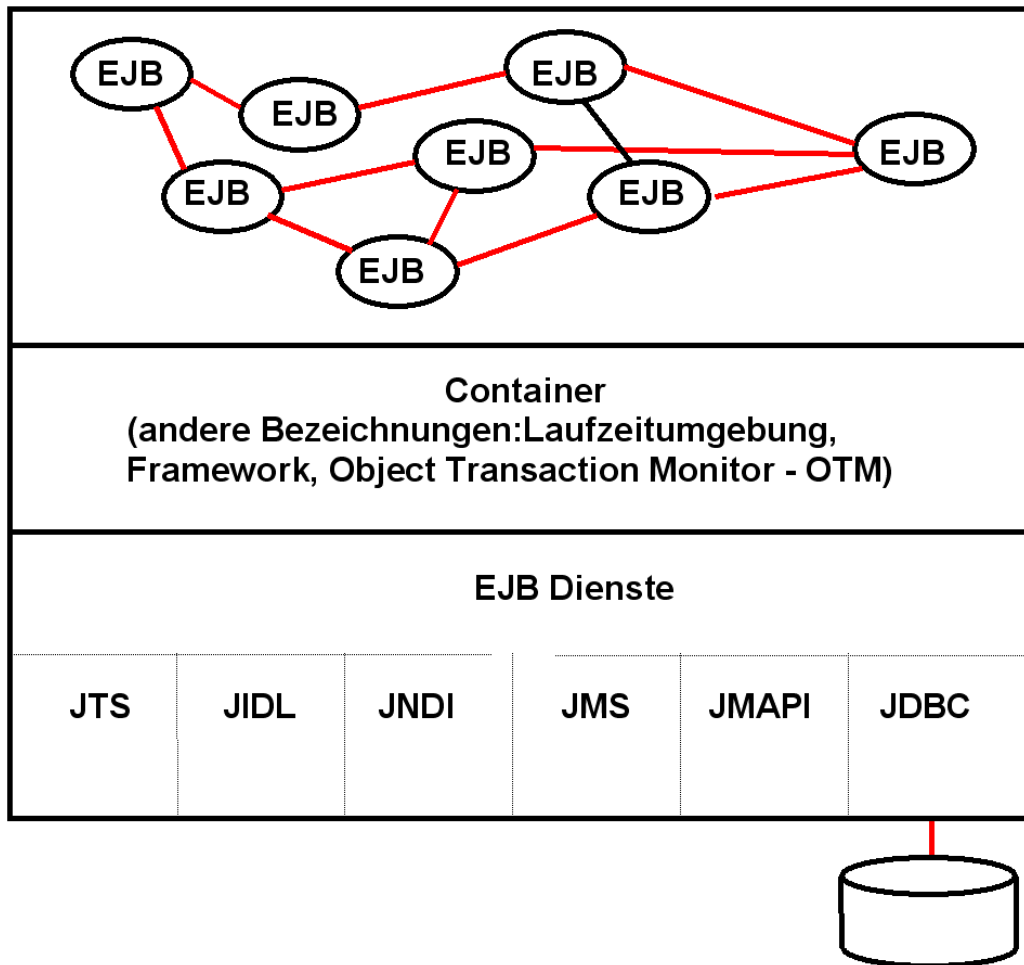 EJB
EJB
EJB
EJB
EJB
EJB
EJB
EJB
Container
(andere Bezeichnungen:Laufzeitumgebung,
Framework, Object Transaction Monitor - OTM)
EJB Dienste
JTS JIDL JNDI JMS JMAPI JDBC